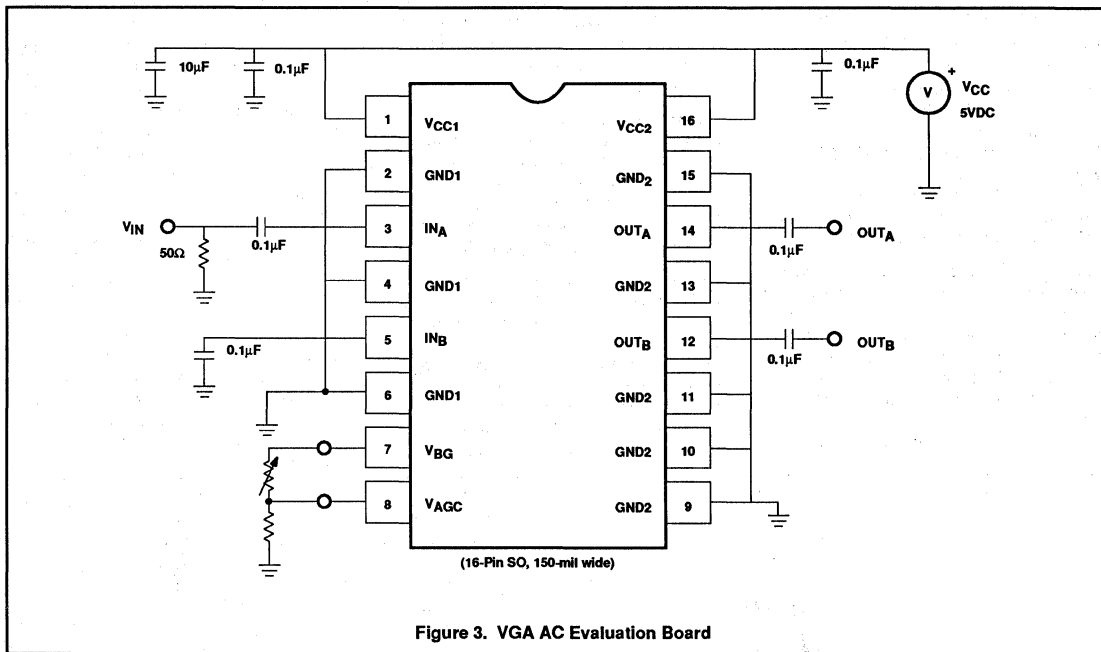 10µF
0.1µF
0.1µF
+
V
VCC
5VDC
1 VCC1
VCC2 16
2 GND1
GND2 15
VIN
50Ω
0.1µF
3 INA
OUTA 14
0.1µF
OUTA
4 GND1
GND2 13
0.1µF
5 INB
OUTB 12
0.1µF
OUTB
6 GND1
GND2 11
7 VBG
GND2 10
8 VAGC
GND2 9
(16-Pin SO, 150-mil wide)
Figure 3. VGA AC Evaluation Board